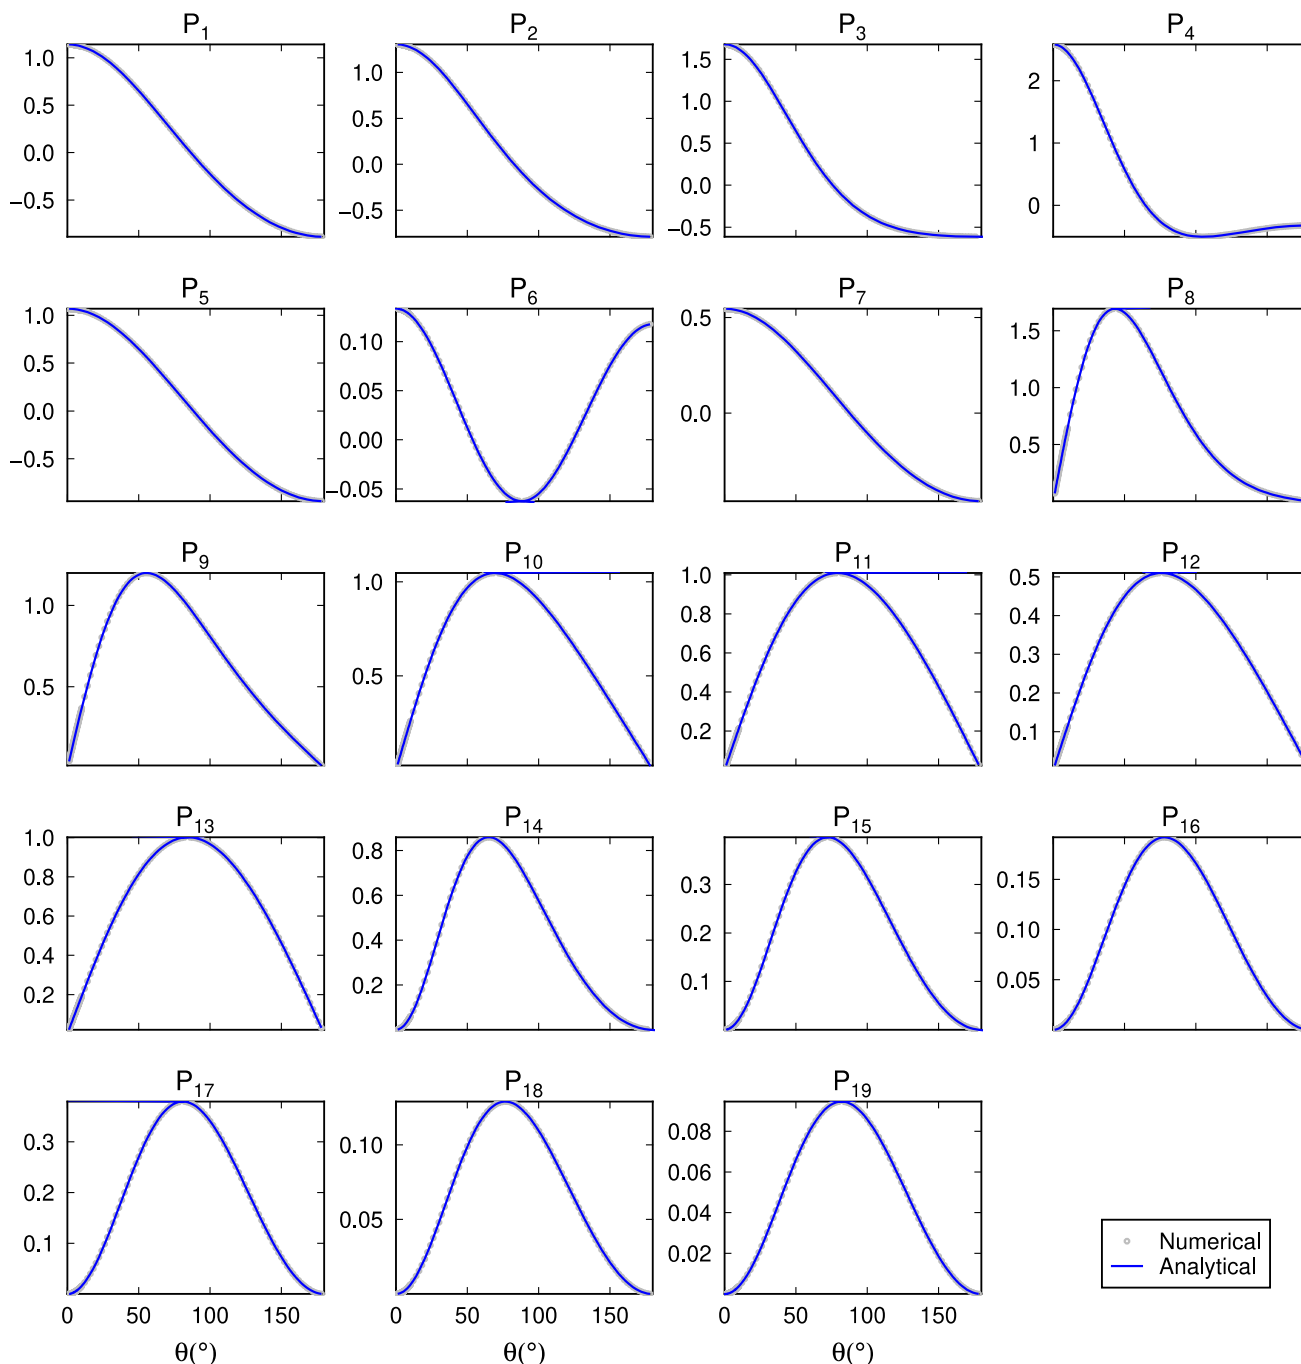 P1 P2 P3 P4
1.0 1.0 1.5 2
0.5 0.5 1.0 1
0.0 0.0 0.5 0
−0.5 −0.5 0.0
−0.5
P5 P6 P7 P8
1.0 0.10 0.5 1.5
0.5 0.05 0.0 1.0
0.0 0.00 0.5
−0.5 −0.05
P9 P10 P11 P12
1.0 1.0 1.0 0.5
0.5 0.5 0.8 0.4
0.6 0.3
0.4 0.2
0.2 0.1
P13 P14 P15 P16
1.0 0.8 0.3 0.15
0.8 0.6 0.2 0.10
0.6 0.4 0.1 0.05
0.4 0.2
0.2
P17 P18 P19
0.3 0.10 0.08
0.2 0.05 0.06
0.1 0.04
0.02
Numerical
Analytical
0 50 100 150 0 50 100 150 0 50 100 150
θ(°) θ(°) θ(°)